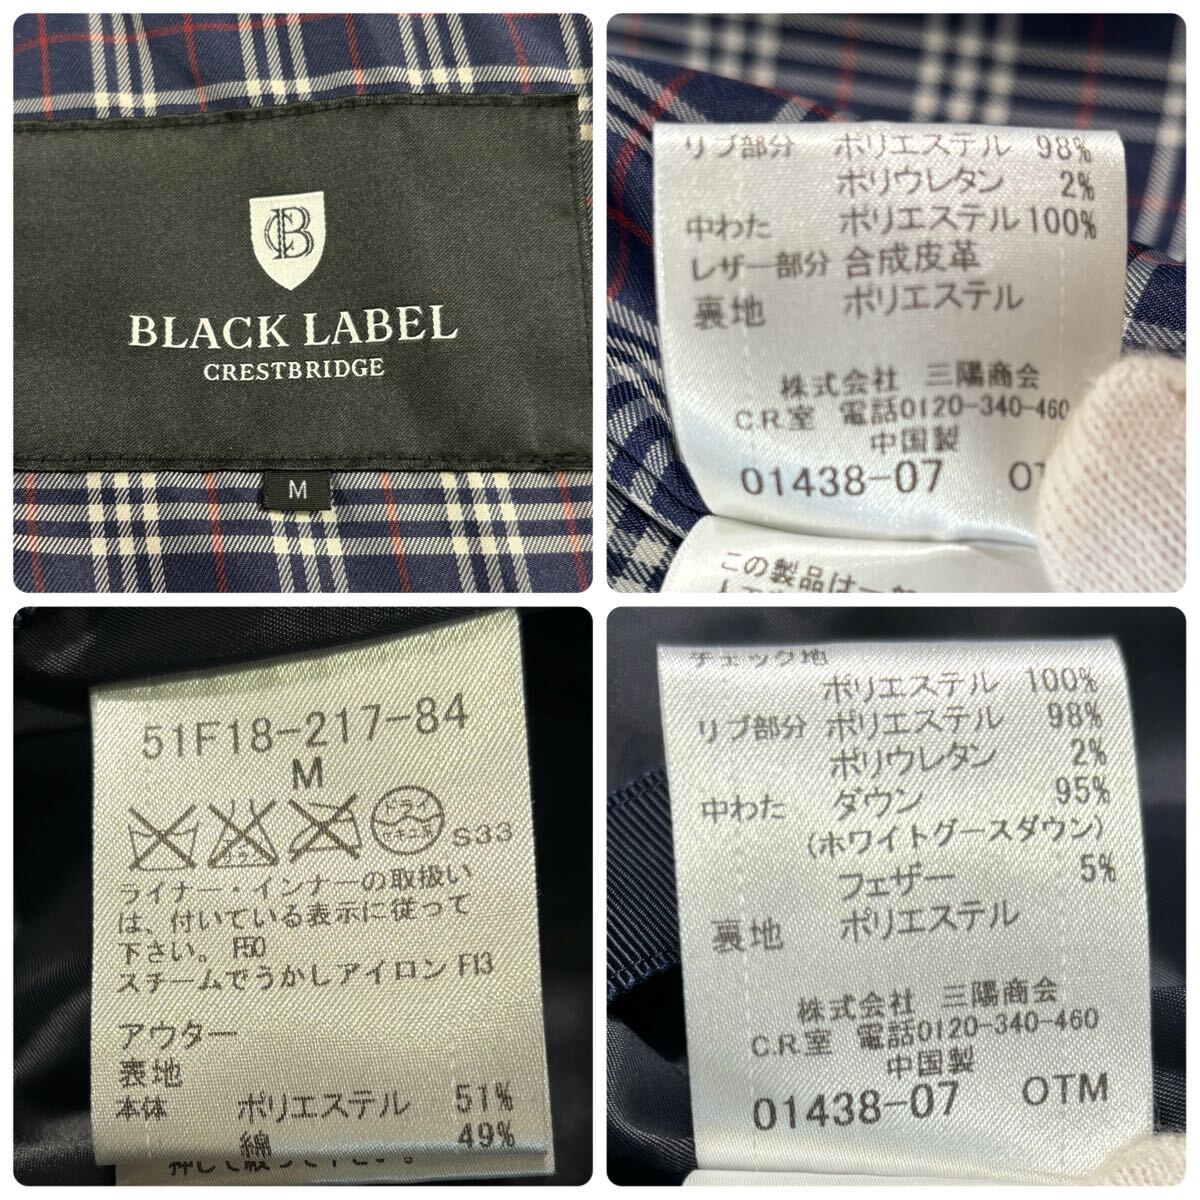 CB
BLACK LABEL
CRESTBRIDGE
M
リブ部分 ポリエステル 98%
ポリウレタン 2%
中わた ポリエステル 100%
レザー部分 合成皮革
裏地 ポリエステル
株式会社 三陽商会
C.R.室 電話0120-340-460
中国製
01438-07
この製品は
51F18-217-84
M
ドライ
S33
ライナー・インナーの取扱い
は、付いている表示に従って
下さい。 F50
スチームでうかしアイロン F13
アウター
表地
本体 ポリエステル 51%
綿 49%
チェック地
ポリエステル 100%
リブ部分 ポリエステル 98%
ポリウレタン 2%
中わた ダウン 95%
(ホワイトグースダウン)
フェザー 5%
裏地 ポリエステル
株式会社 三陽商会
C.R.室 電話0120-340-460
中国製
01438-07 OTM